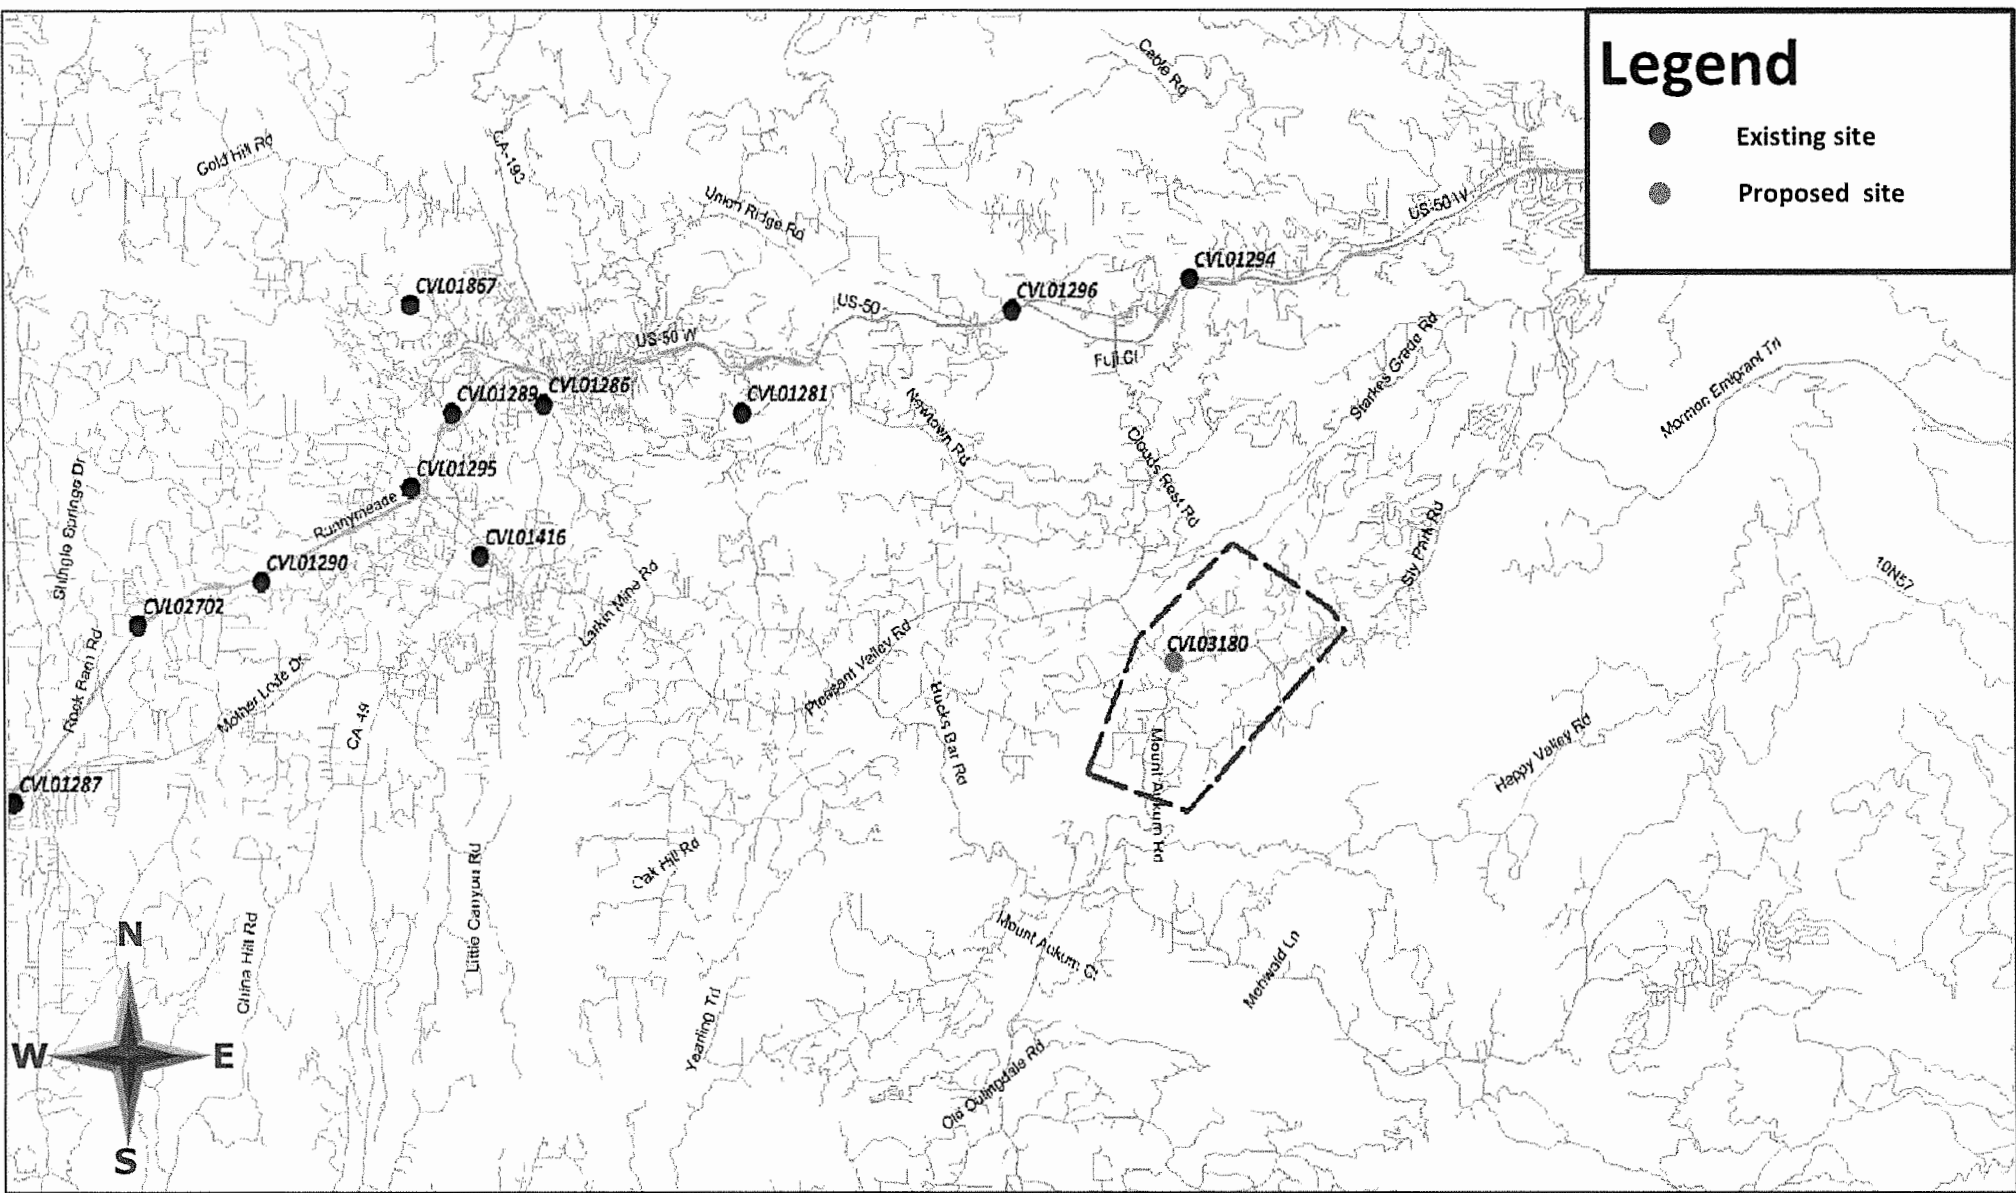 Legend
Existing site
Proposed site
Cable Rd
Gold Hill Rd
CA-193
Union Ridge Rd
US-50 W
CVL01294
CVL01867
CVL01296
US-50
US-50 W
Fuji Ct
Starkes Grade Rd
Mormon Emigrant Trl
CVL01289
CVL01286
CVL01281
Newtown Rd
Clouds Rest Rd
CVL01295
Shingle Springs Dr
Runnymeade
CVL01416
Sly Park Rd
CVL01290
10N57
CVL02702
Larkin Mine Rd
Rock Barn Rd
Mother Lode Dr
Pleasant Valley Rd
CVL03180
CA-49
Bucks Bar Rd
Mount Aukum Rd
Happy Valley Rd
CVL01287
Oak Hill Rd
Little Canyon Rd
China Hill Rd
Mount Aukum Ct
Mehwald Ln
N
W
E
S
Yearling Trl
Old Outingdale Rd